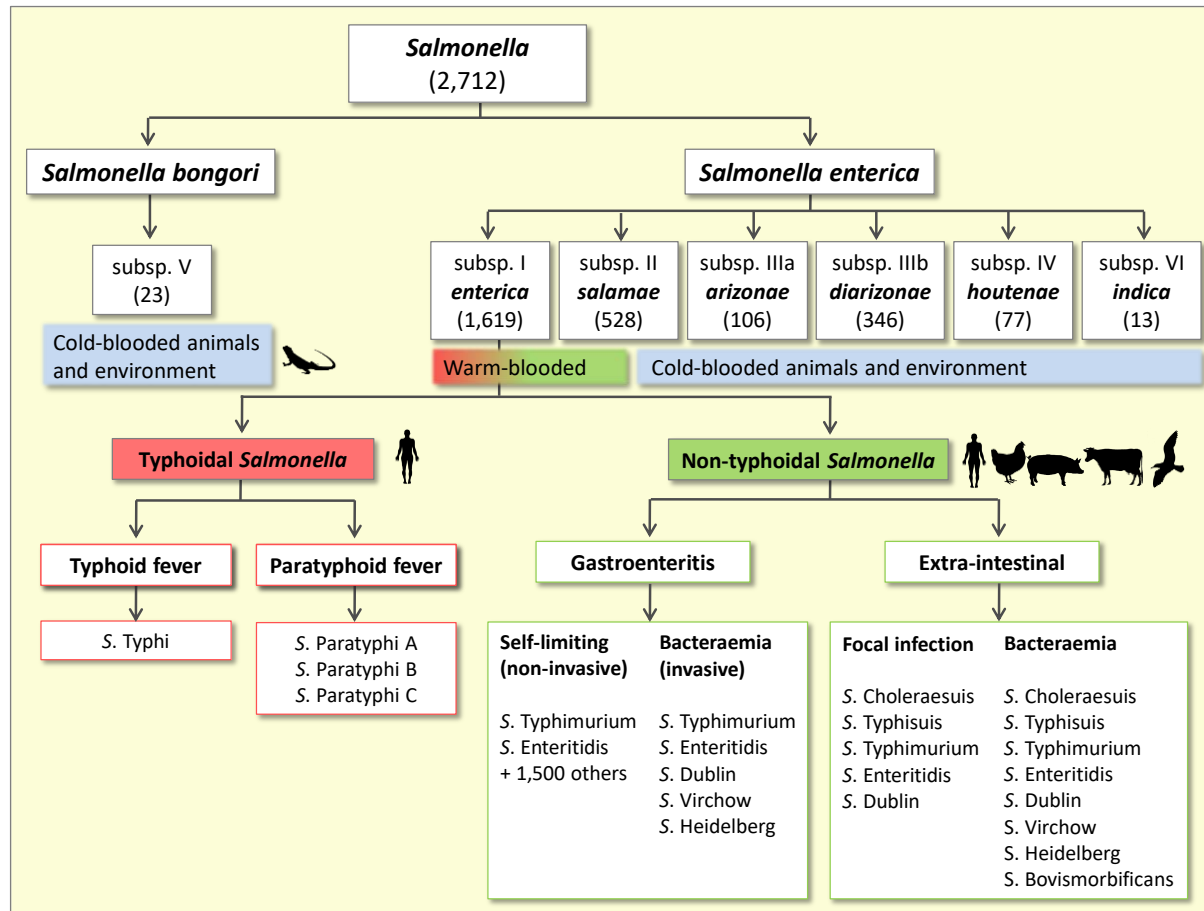 Salmonella
(2,712)
Salmonella bongori
Salmonella enterica
subsp. V
(23)
subsp. I
enterica
(1,619)
subsp. II
salamae
(528)
subsp. IIIa
arizonae
(106)
subsp. IIIb
diarizonae
(346)
subsp. IV
houtenae
(77)
subsp. VI
indica
(13)
Cold-blooded animals
and environment
Warm-blooded
Cold-blooded animals and environment
Typhoidal Salmonella
Non-typhoidal Salmonella
Typhoid fever
Paratyphoid fever
Gastroenteritis
Extra-intestinal
S. Typhi
S. Paratyphi A
S. Paratyphi B
S. Paratyphi C
Self-limiting
(non-invasive)
S. Typhimurium
S. Enteritidis
+ 1,500 others
Bacteraemia
(invasive)
S. Typhimurium
S. Enteritidis
S. Dublin
S. Virchow
S. Heidelberg
Focal infection
S. Choleraesuis
S. Typhisuis
S. Typhimurium
S. Enteritidis
S. Dublin
Bacteraemia
S. Choleraesuis
S. Typhisuis
S. Typhimurium
S. Enteritidis
S. Dublin
S. Virchow
S. Heidelberg
S. Bovismorbificans